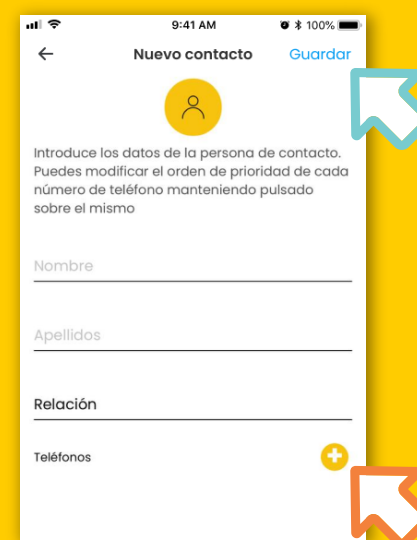 9:41 AM
100%
Nuevo contacto
Guardar
Introduce los datos de la persona de contacto.
Puedes modificar el orden de prioridad de cada
número de teléfono manteniendo pulsado
sobre el mismo
Nombre
Apellidos
Relación
Teléfonos